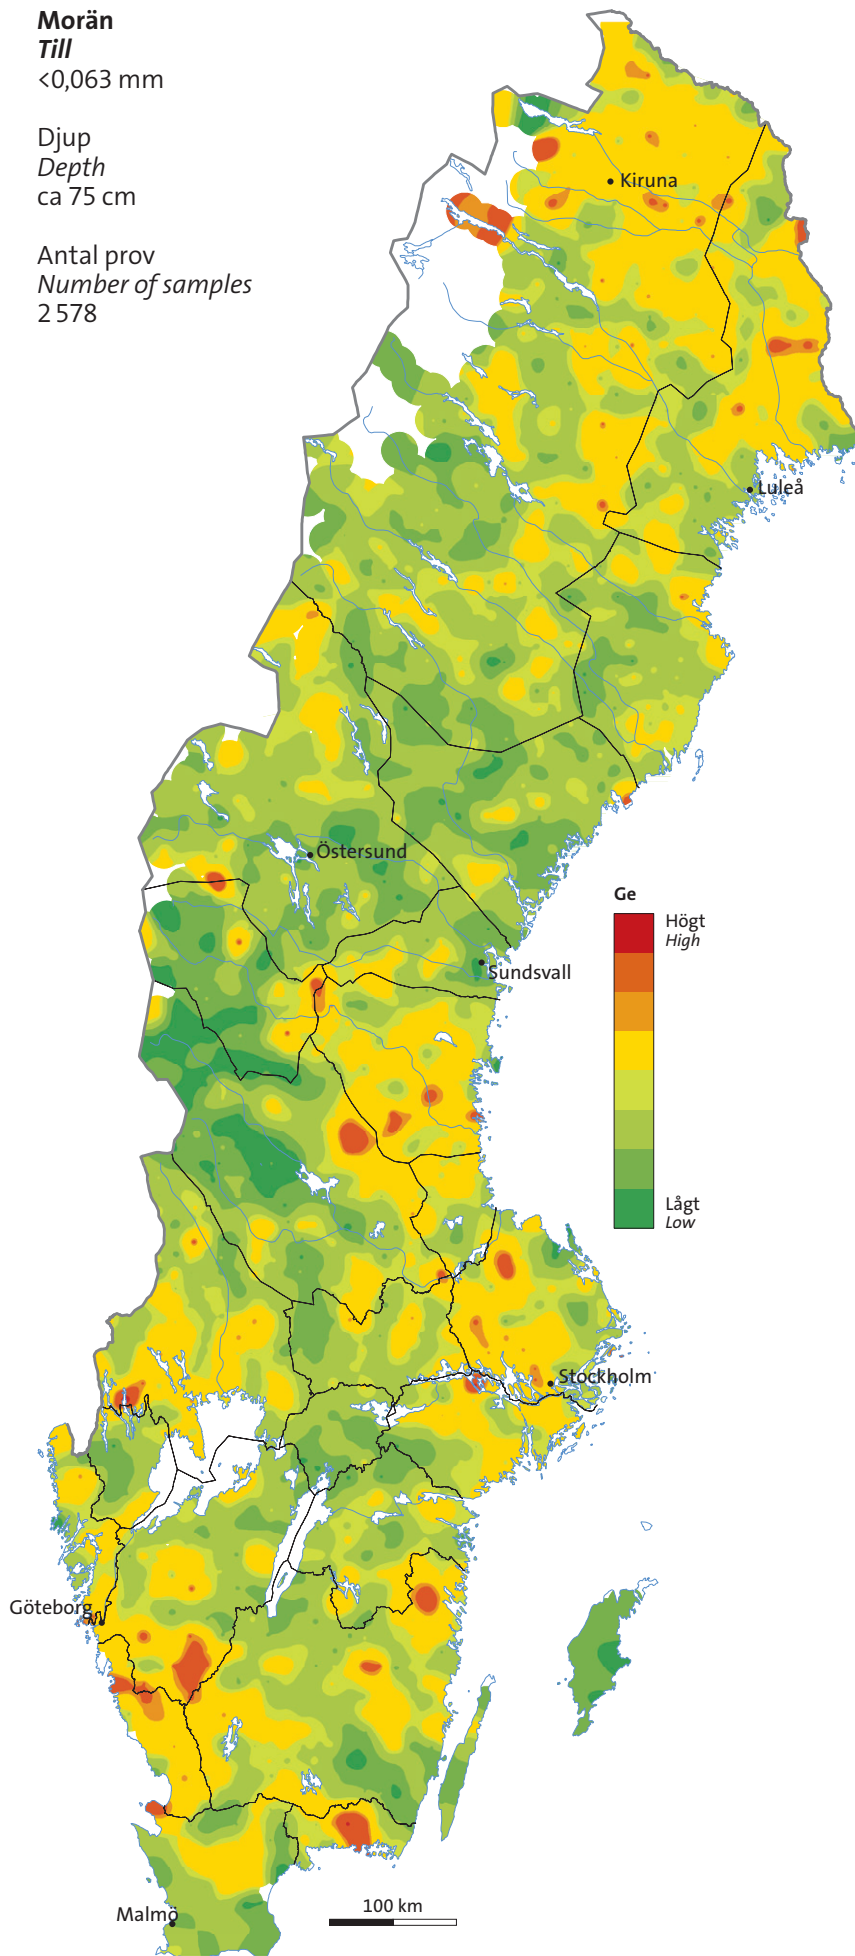 Morän
Till
<0,063 mm
Djup
Depth
ca 75 cm
Antal prov
Number of samples
2 578
Kiruna
Luleå
Östersund
Ge
Högt
High
Sundsvall
Lågt
Low
Stockholm
Göteborg
100 km
Malmö